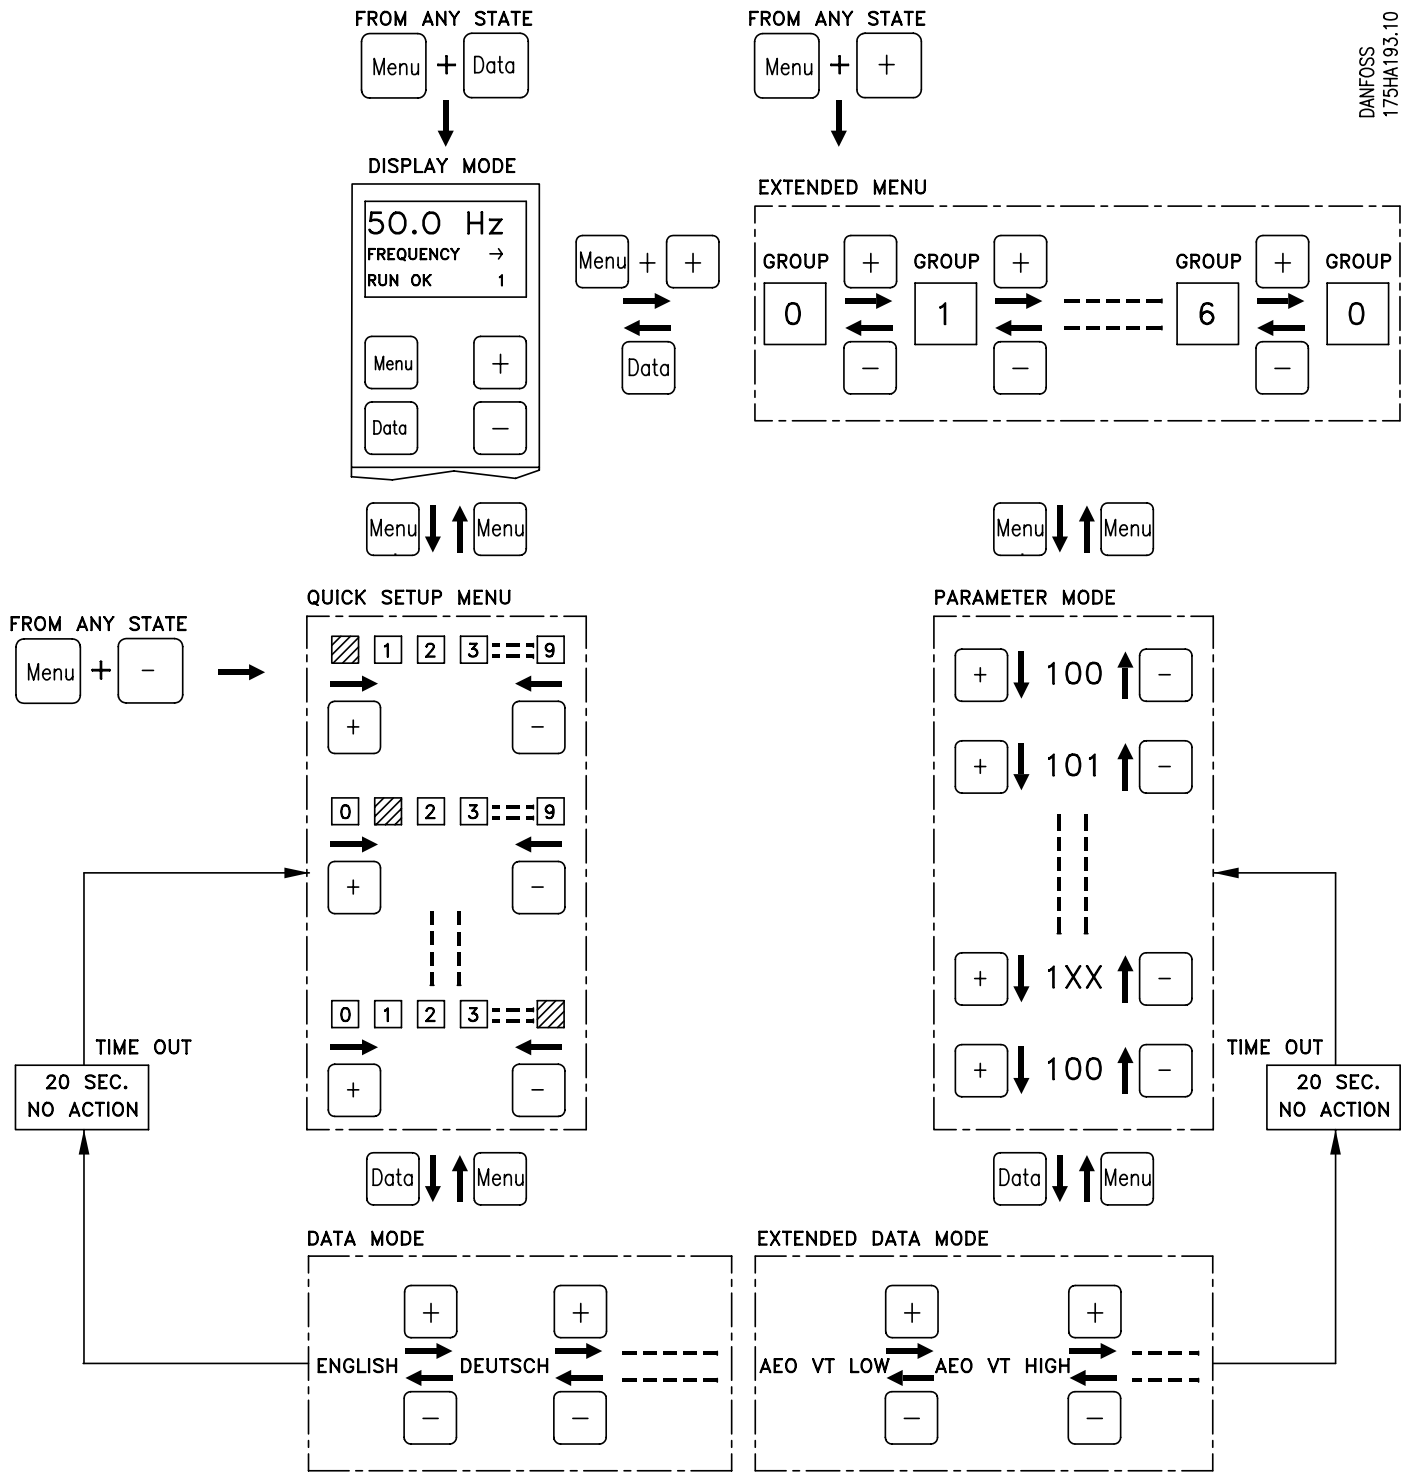 FROM ANY STATE
Menu + Data
FROM ANY STATE
Menu + +
DANFOSS
175HA193.10
DISPLAY MODE
50.0 Hz
FREQUENCY →
RUN OK 1
Menu +
Data -
Menu + +
Data
EXTENDED MENU
GROUP + GROUP + GROUP + GROUP
0 1 6 0
- - -
Menu Menu
Menu Menu
QUICK SETUP MENU
FROM ANY STATE
Menu + -
1 2 3 9
+ -
0 2 3 9
+ -
0 1 2 3
+ -
TIME OUT
20 SEC.
NO ACTION
PARAMETER MODE
+ 100 -
+ 101 -
+ 1XX -
+ 100 -
TIME OUT
20 SEC.
NO ACTION
Data Menu
Data Menu
DATA MODE
+ +
ENGLISH DEUTSCH
- -
EXTENDED DATA MODE
+ +
AEO VT LOW AEO VT HIGH
- -